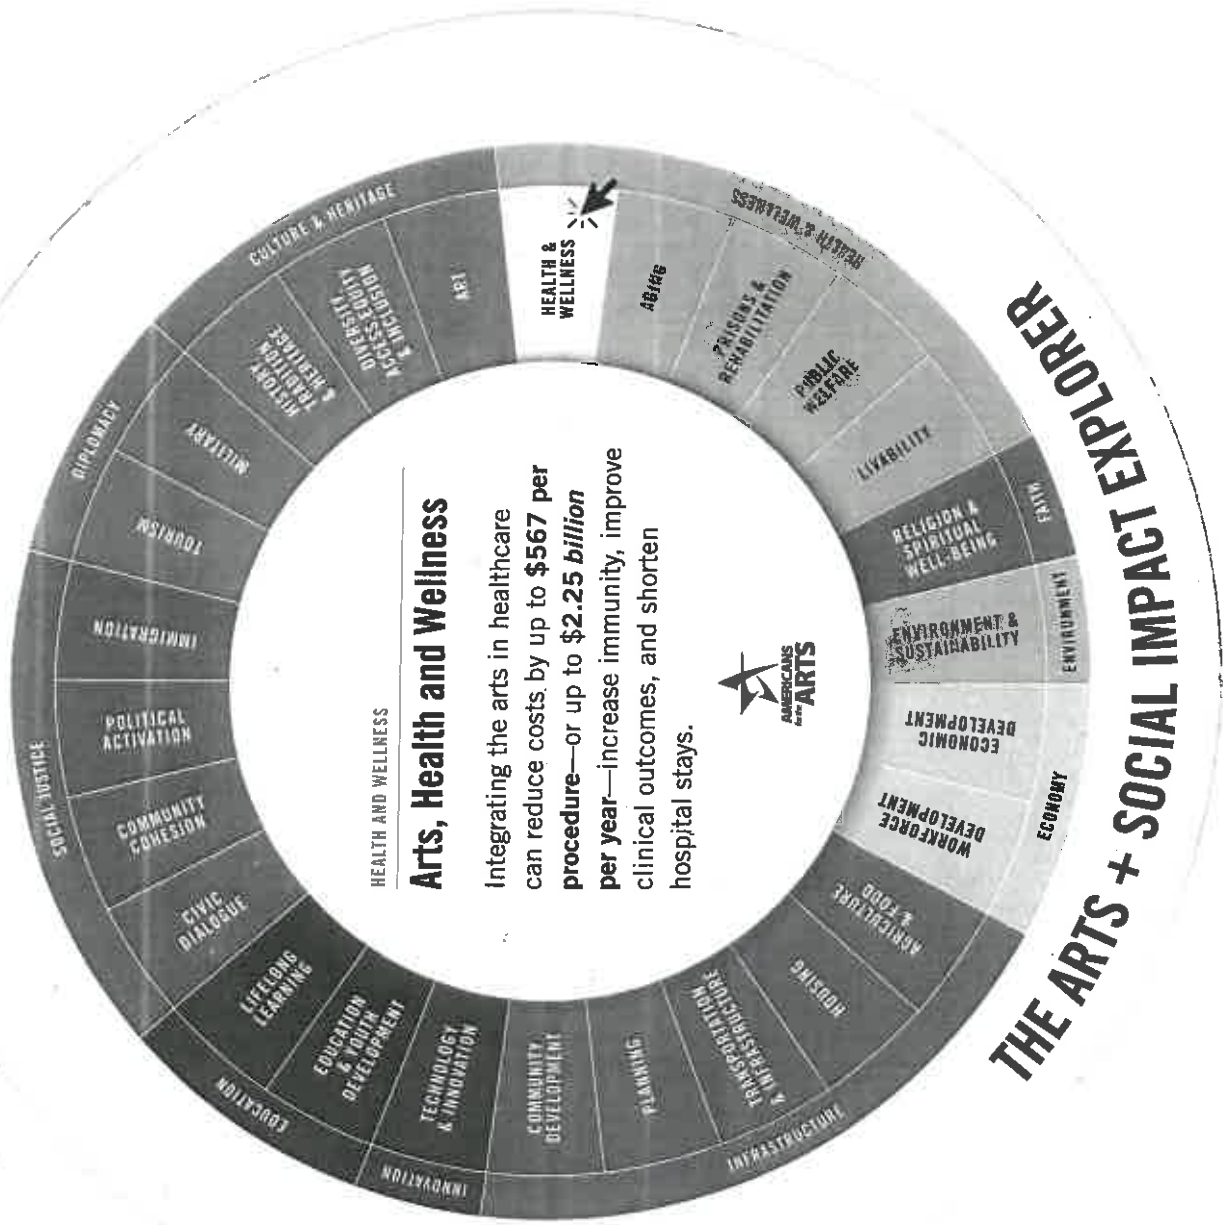 THE ARTS + SOCIAL IMPACT EXPLORER
HEALTH AND WELLNESS
Arts, Health and Wellness
Integrating the arts in healthcare
can reduce costs by up to $567 per
procedure—or up to $2.25 billion
per year—increase immunity, improve
clinical outcomes, and shorten
hospital stays.
AMERICANS
for the ARTS
HEALTH & WELLNESS
HEALTH &
WELLNESS
AGING
PRISONS &
REHABILITATION
PUBLIC
WELFARE
LIVABILITY
FAITH
RELIGION &
SPIRITUAL
WELL-BEING
ENVIRONMENT
ENVIRONMENT &
SUSTAINABILITY
ECONOMY
ECONOMIC
DEVELOPMENT
WORKFORCE
DEVELOPMENT
INFRASTRUCTURE
AGRICULTURE
& FOOD
HOUSING
TRANSPORTATION
& INFRASTRUCTURE
PLANNING
COMMUNITY
DEVELOPMENT
INNOVATION
TECHNOLOGY
& INNOVATION
EDUCATION
EDUCATION
& YOUTH
DEVELOPMENT
LIFELONG
LEARNING
SOCIAL JUSTICE
CIVIC
DIALOGUE
COMMUNITY
COHESION
POLITICAL
ACTIVATION
IMMIGRATION
DIPLOMACY
TOURISM
MILITARY
CULTURE & HERITAGE
HISTORY,
TRADITION
& HERITAGE
DIVERSITY,
ACCESS, EQUITY
& INCLUSION
ART